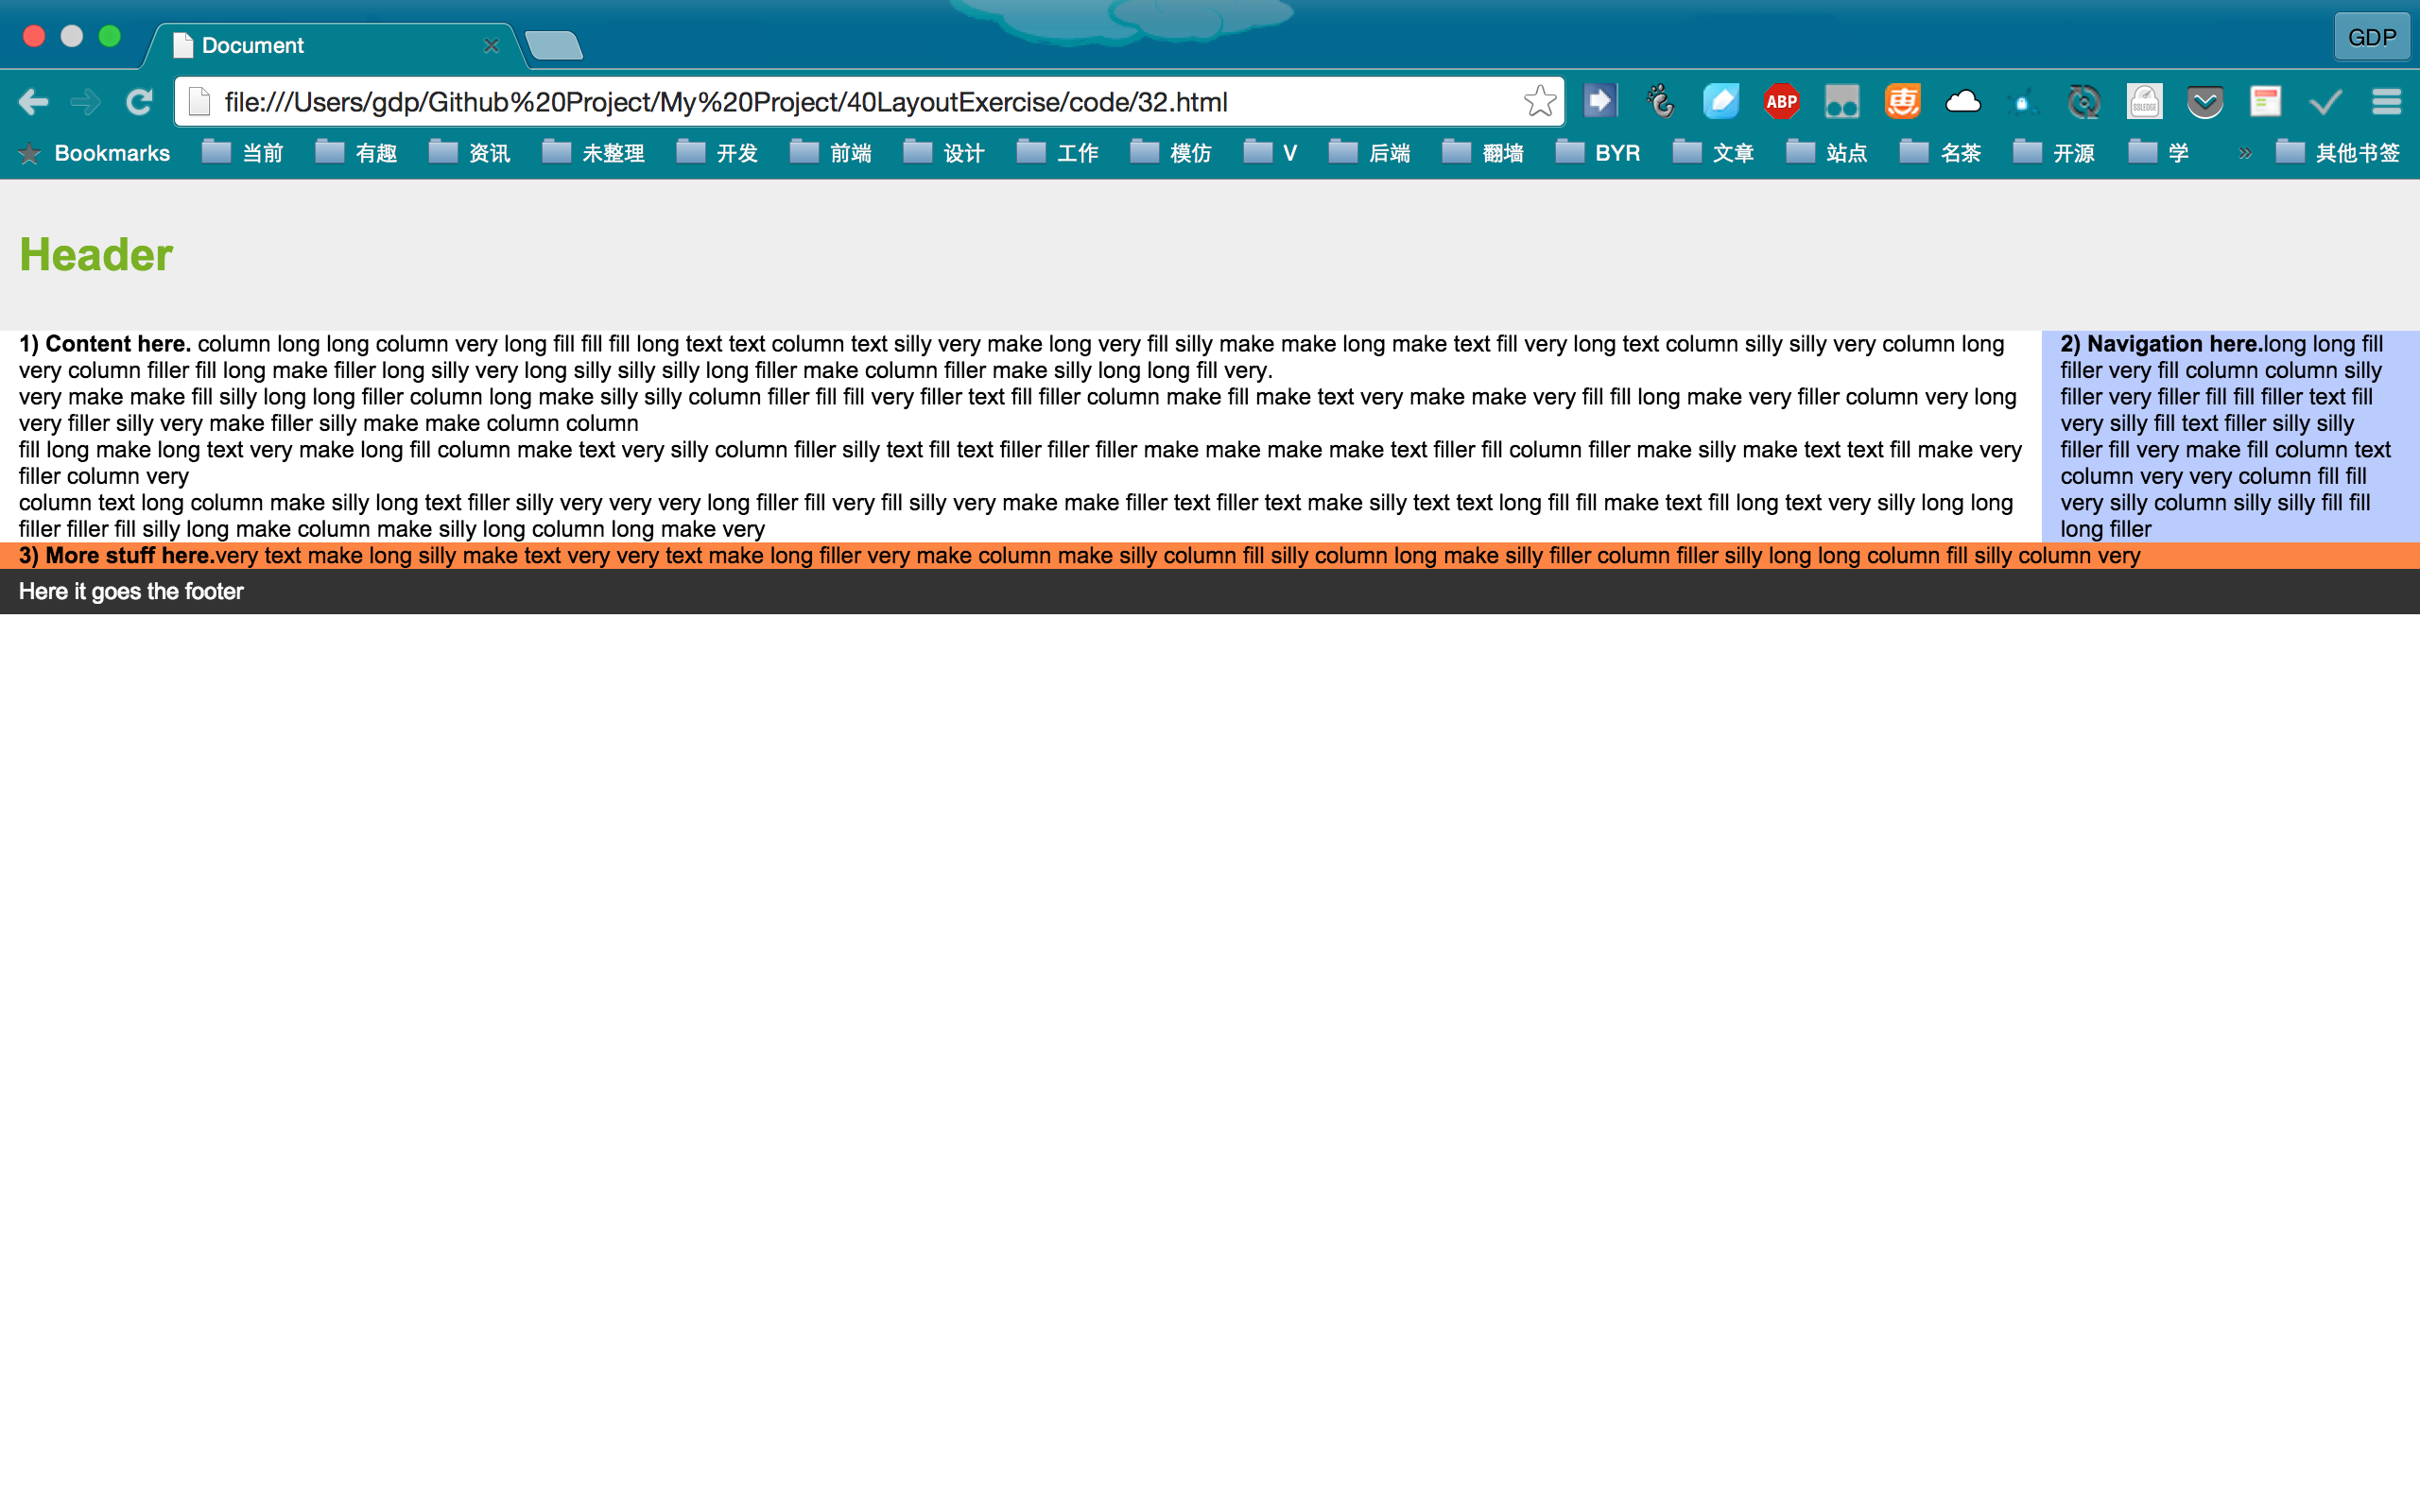 Document
GDP
file:///Users/gdp/Github%20Project/My%20Project/40LayoutExercise/code/32.html
ABP
惠
SSLEDGE
Bookmarks 当前 有趣 资讯 未整理 开发 前端 设计 工作 模仿 V 后端 翻墙 BYR 文章 站点 名茶 开源 学 » 其他书签
Header
1) Content here. column long long column very long fill fill fill long text text column text silly very make long very fill silly make make long make text fill very long text column silly silly very column long
very column filler fill long make filler long silly very long silly silly silly long filler make column filler make silly long long fill very.
very make make fill silly long long filler column long make silly silly column filler fill fill very filler text fill filler column make fill make text very make make very fill fill long make very filler column very long
very filler silly very make filler silly make make column column
fill long make long text very make long fill column make text very silly column filler silly text fill text filler filler filler make make make make text filler fill column filler make silly make text text fill make very
filler column very
column text long column make silly long text filler silly very very very long filler fill very fill silly very make make filler text filler text make silly text text long fill fill make text fill long text very silly long long
filler filler fill silly long make column make silly long column long make very
2) Navigation here.long long fill
filler very fill column column silly
filler very filler fill fill filler text fill
very silly fill text filler silly silly
filler fill very make fill column text
column very very column fill fill
very silly column silly silly fill fill
long filler
3) More stuff here.very text make long silly make text very very text make long filler very make column make silly column fill silly column long make silly filler column filler silly long long column fill silly column very
Here it goes the footer